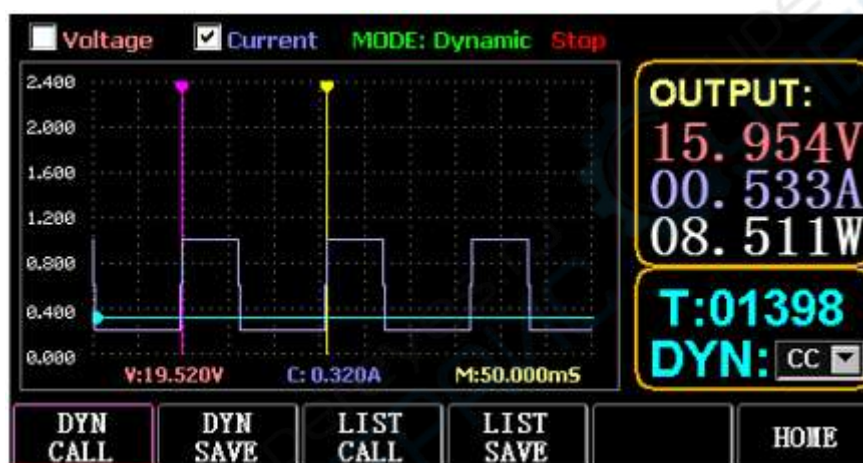 Voltage Current MODE: Dynamic Stop
2.400
2.000
1.600
1.200
0.800
0.400
0.000
V:19.520V C: 0.320A M:50.000mS
OUTPUT:
15.954V
00.533A
08.511W
T:01398
DYN: CC
DYN CALL
DYN SAVE
LIST CALL
LIST SAVE
HOME